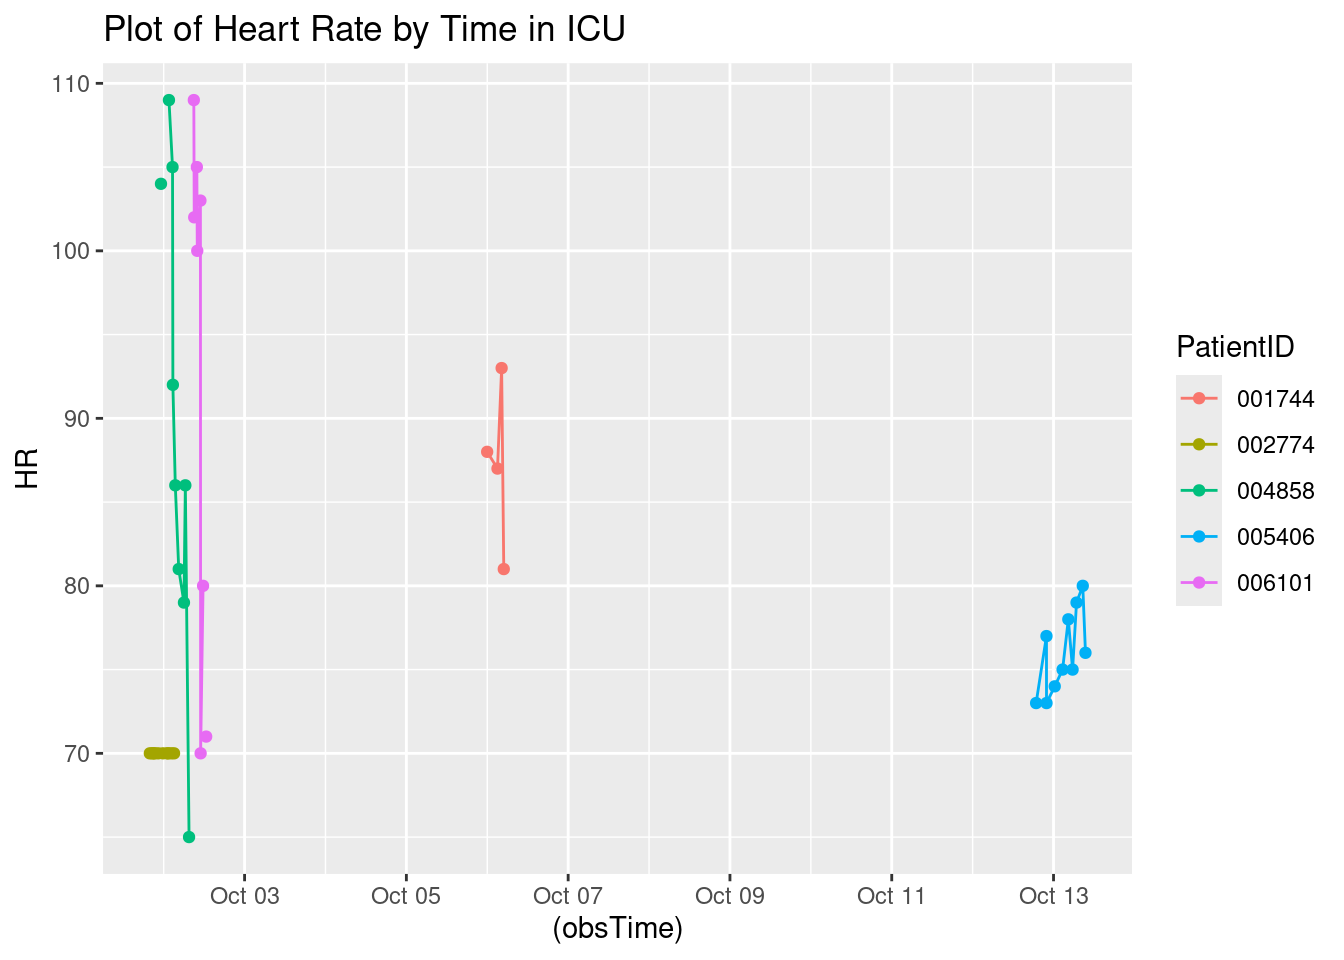 Plot of Heart Rate by Time in ICU
110
100
90
80
70
HR
Oct 03
Oct 05
Oct 07
Oct 09
Oct 11
Oct 13
(obsTime)
PatientID
001744
002774
004858
005406
006101